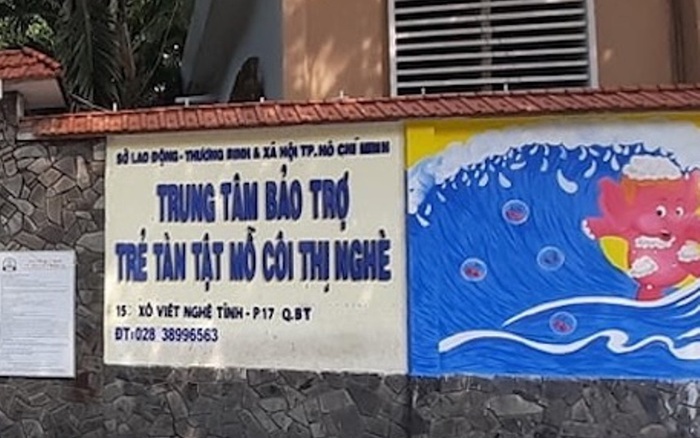 SỞ LAO ĐỘNG - THƯƠNG BINH & XÃ HỘI TP. HỒ CHÍ MINH
TRUNG TÂM BẢO TRỢ
TRẺ TÀN TẬT MỒ CÔI THỊ NGHÈ
XÔ VIẾT NGHỆ TĨNH - P17 Q.BT
ĐT: 028 38996563